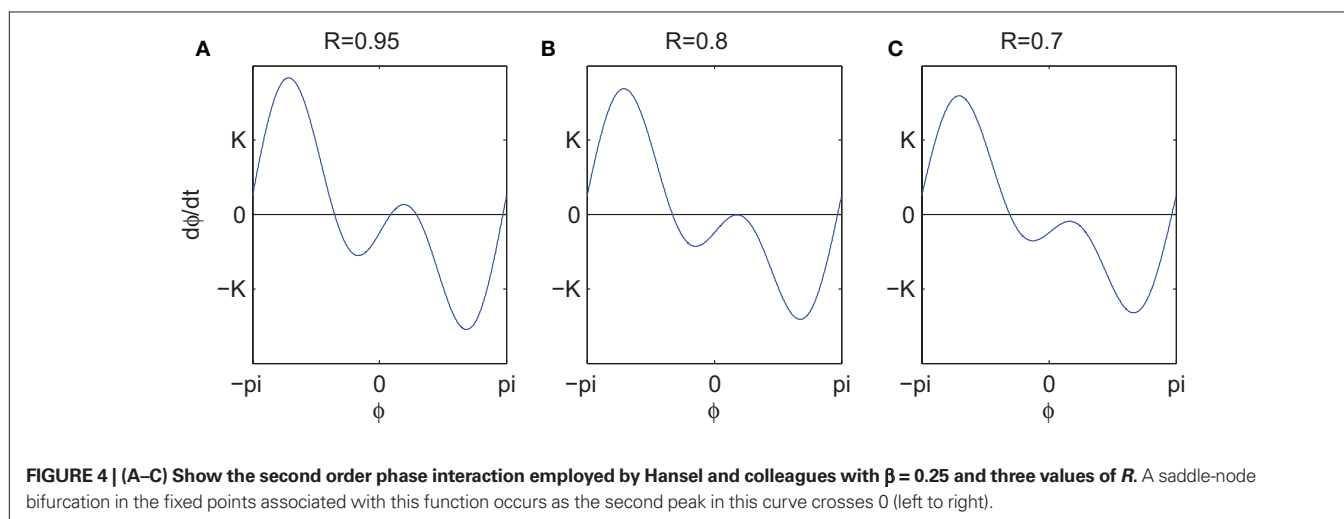 A R=0.95
B R=0.8
C R=0.7
K
0
−K
dϕ/dt
−pi 0 pi
ϕ
K
0
−K
−pi 0 pi
ϕ
K
0
−K
−pi 0 pi
ϕ
FIGURE 4 | (A–C) Show the second order phase interaction employed by Hansel and colleagues with β = 0.25 and three values of R. A saddle-node
bifurcation in the fixed points associated with this function occurs as the second peak in this curve crosses 0 (left to right).